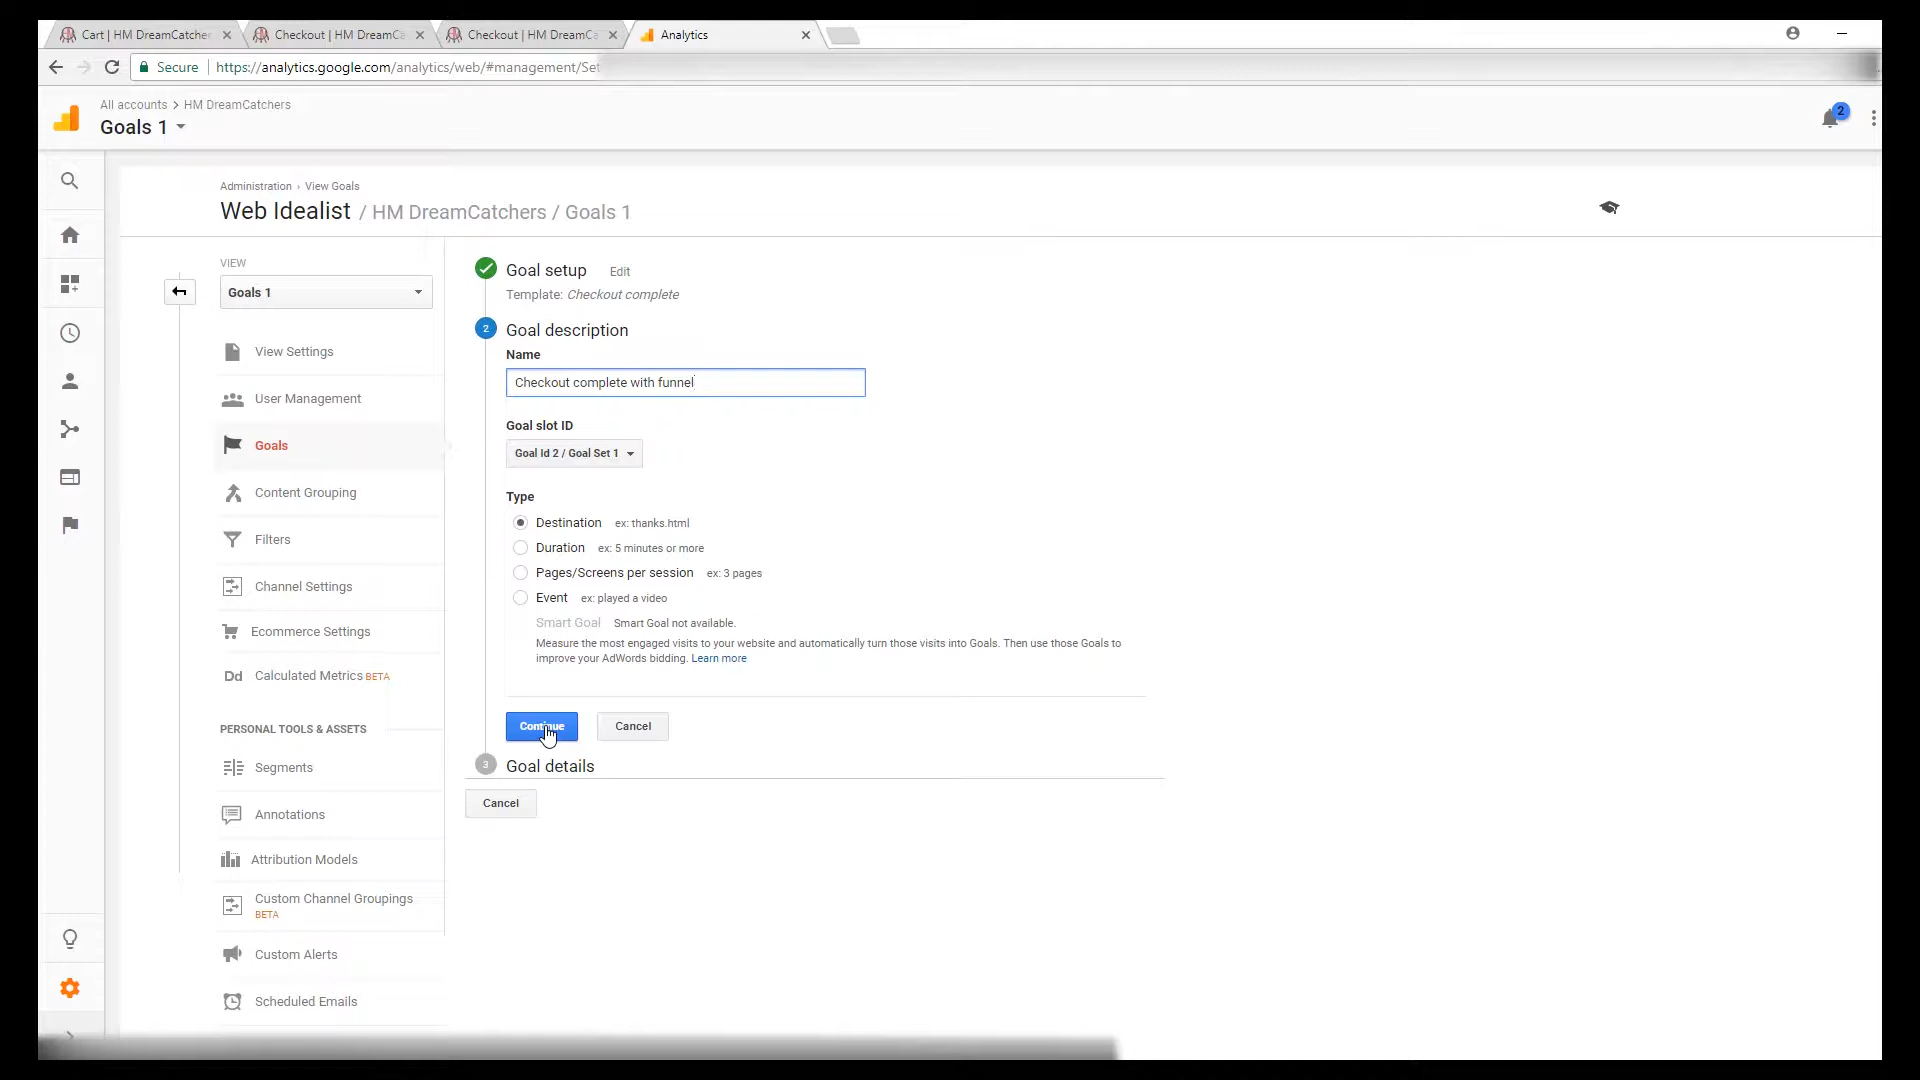 Cart | HM DreamCatche
Checkout | HM DreamCa
Checkout | HM DreamCa
Analytics
Secure
https://analytics.google.com/analytics/web/#management/Set
All accounts > HM DreamCatchers
Goals 1
2
Administration › View Goals
Web Idealist / HM DreamCatchers / Goals 1
VIEW
Goals 1
View Settings
User Management
Goals
Content Grouping
Filters
Channel Settings
Ecommerce Settings
Dd Calculated Metrics BETA
PERSONAL TOOLS & ASSETS
Segments
Annotations
Attribution Models
Custom Channel Groupings
BETA
Custom Alerts
Scheduled Emails
Goal setup Edit
Template: Checkout complete
2 Goal description
Name
Checkout complete with funnel
Goal slot ID
Goal Id 2 / Goal Set 1
Type
Destination ex: thanks.html
Duration ex: 5 minutes or more
Pages/Screens per session ex: 3 pages
Event ex: played a video
Smart Goal Smart Goal not available.
Measure the most engaged visits to your website and automatically turn those visits into Goals. Then use those Goals to
improve your AdWords bidding. Learn more
Continue Cancel
3 Goal details
Cancel